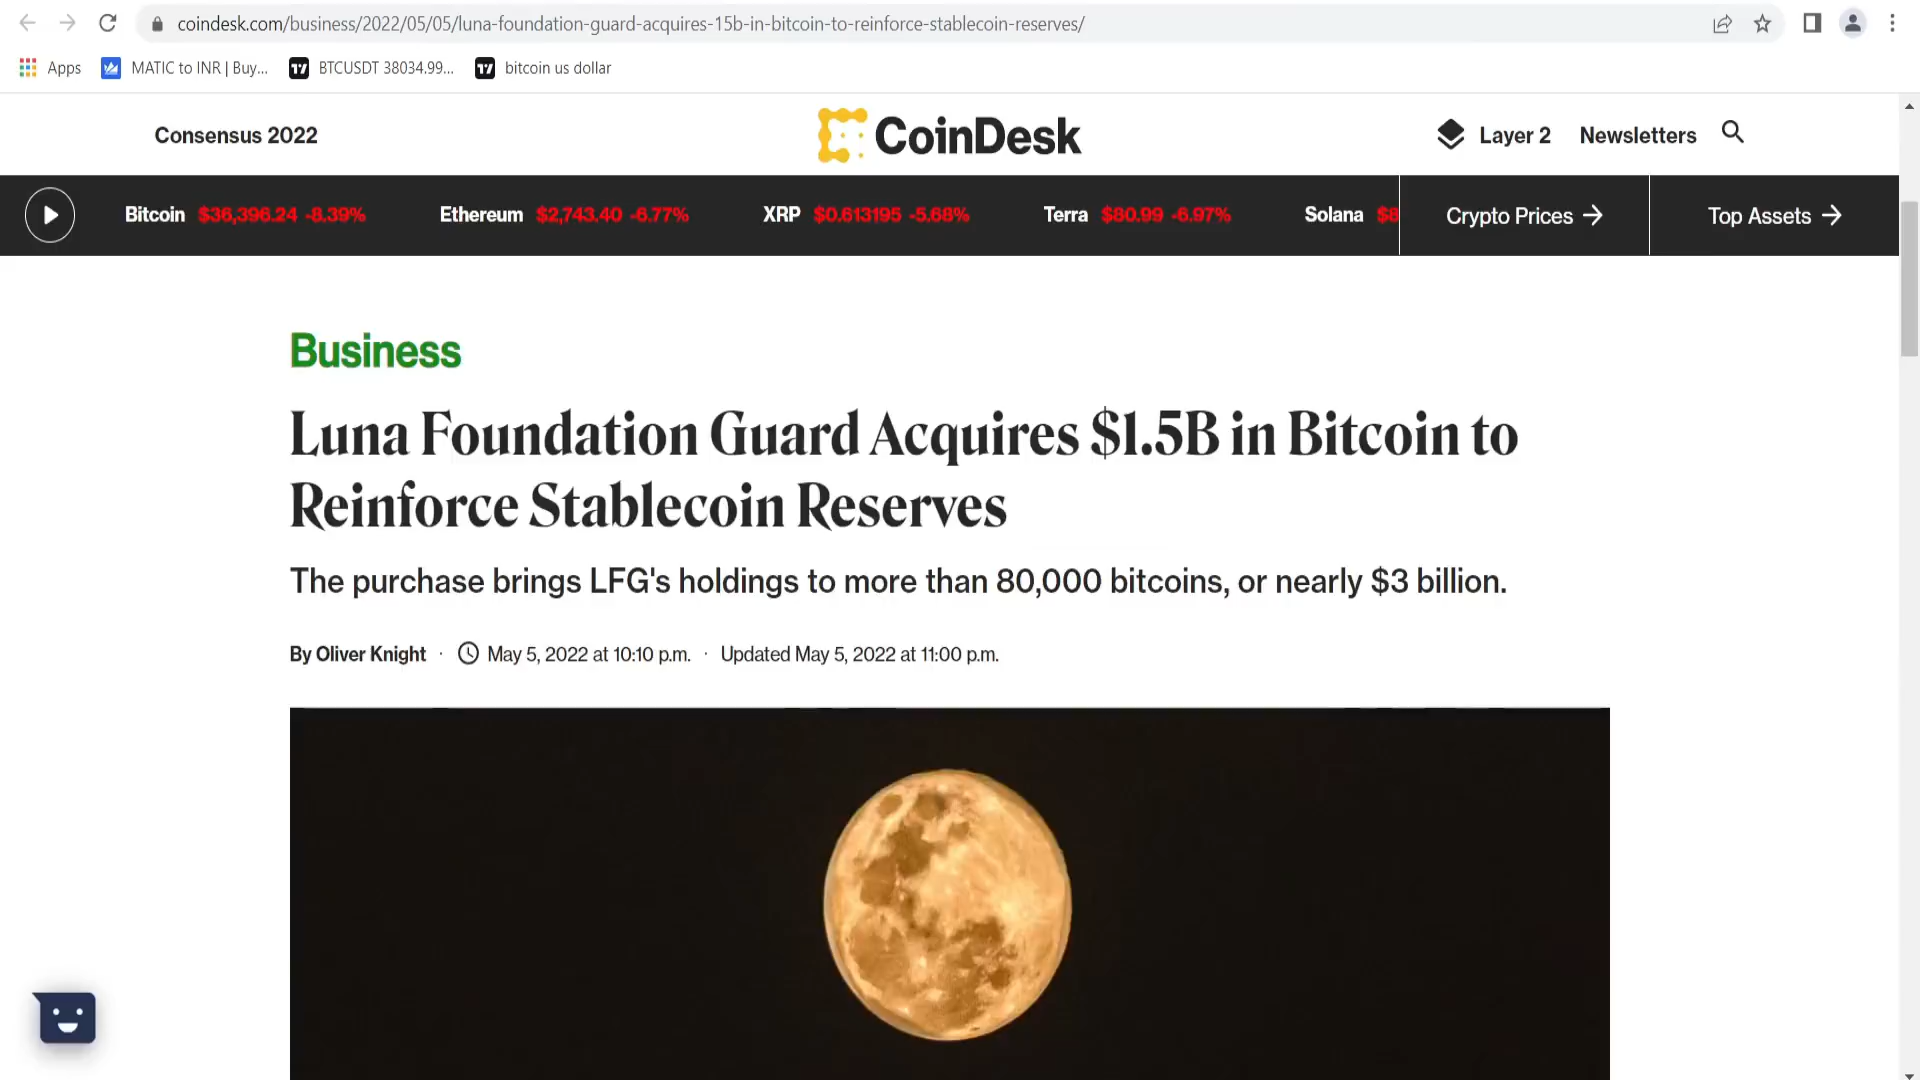 coindesk.com/business/2022/05/05/luna-foundation-guard-acquires-15b-in-bitcoin-to-reinforce-stablecoin-reserves/
Apps MATIC to INR | Buy... BTCUSDT 38034.99... bitcoin us dollar
Consensus 2022 CoinDesk Layer 2 Newsletters
Bitcoin $36,396.24 -8.39% Ethereum $2,743.40 -6.77% XRP $0.613195 -5.68% Terra $80.99 -6.97% Solana $8 Crypto Prices → Top Assets →
Business
Luna Foundation Guard Acquires $1.5B in Bitcoin to
Reinforce Stablecoin Reserves
The purchase brings LFG's holdings to more than 80,000 bitcoins, or nearly $3 billion.
By Oliver Knight · May 5, 2022 at 10:10 p.m. · Updated May 5, 2022 at 11:00 p.m.